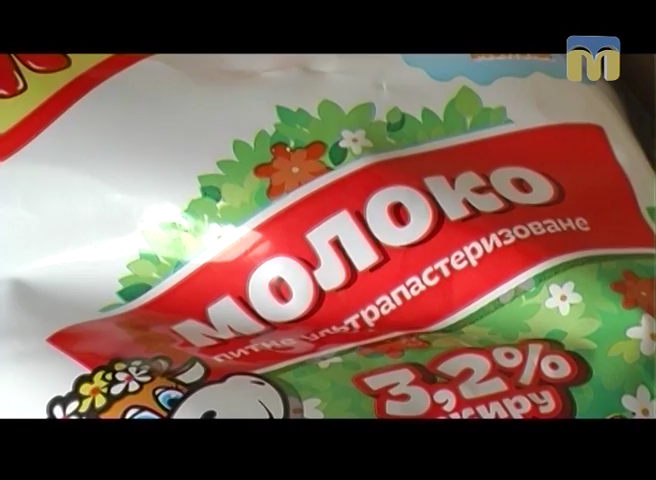 молоко
питне ультрапастеризоване
3,2%
жиру